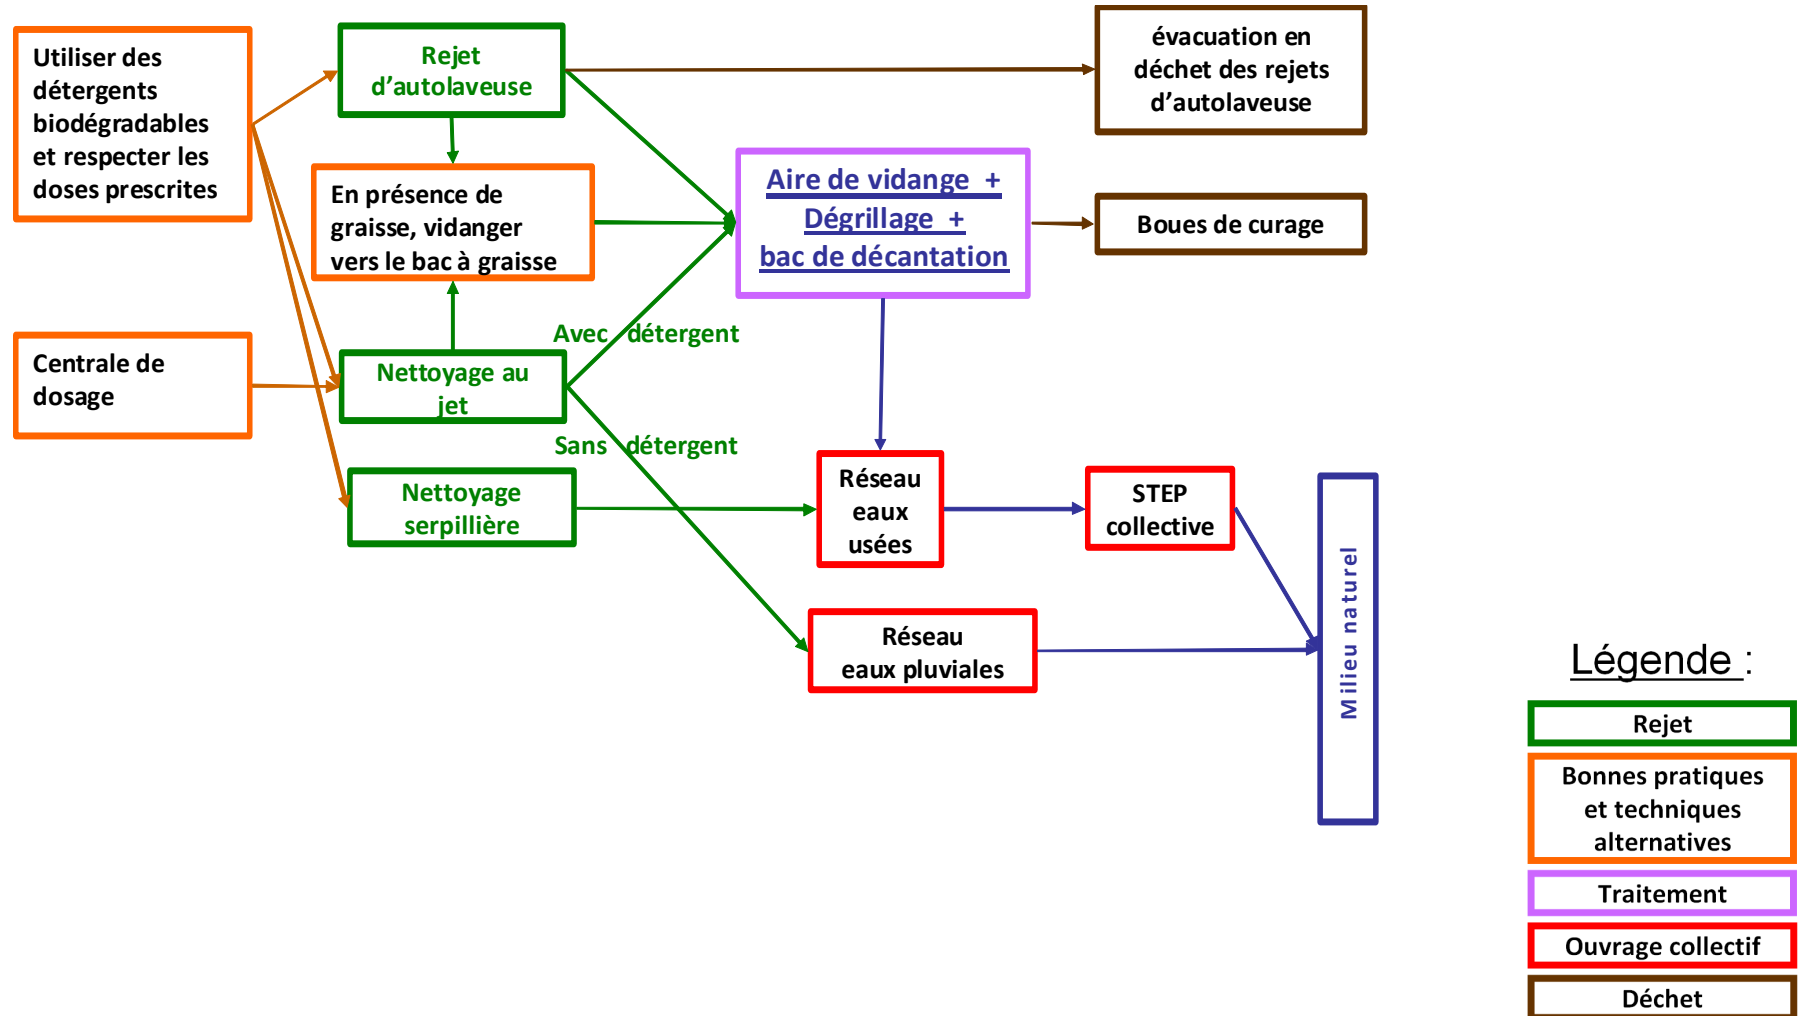 Utiliser des
détergents
biodégradables
et respecter les
doses prescrites
Centrale de
dosage
Rejet
d’autolaveuse
En présence de
graisse, vidanger
vers le bac à graisse
Nettoyage au
jet
Nettoyage
serpillière
Avec détergent
Sans détergent
Aire de vidange +
Dégrillage +
bac de décantation
Réseau
eaux
usées
Réseau
eaux pluviales
évacuation en
déchet des rejets
d’autolaveuse
Boues de curage
STEP
collective
Milieu naturel
Légende :
Rejet
Bonnes pratiques
et techniques
alternatives
Traitement
Ouvrage collectif
Déchet